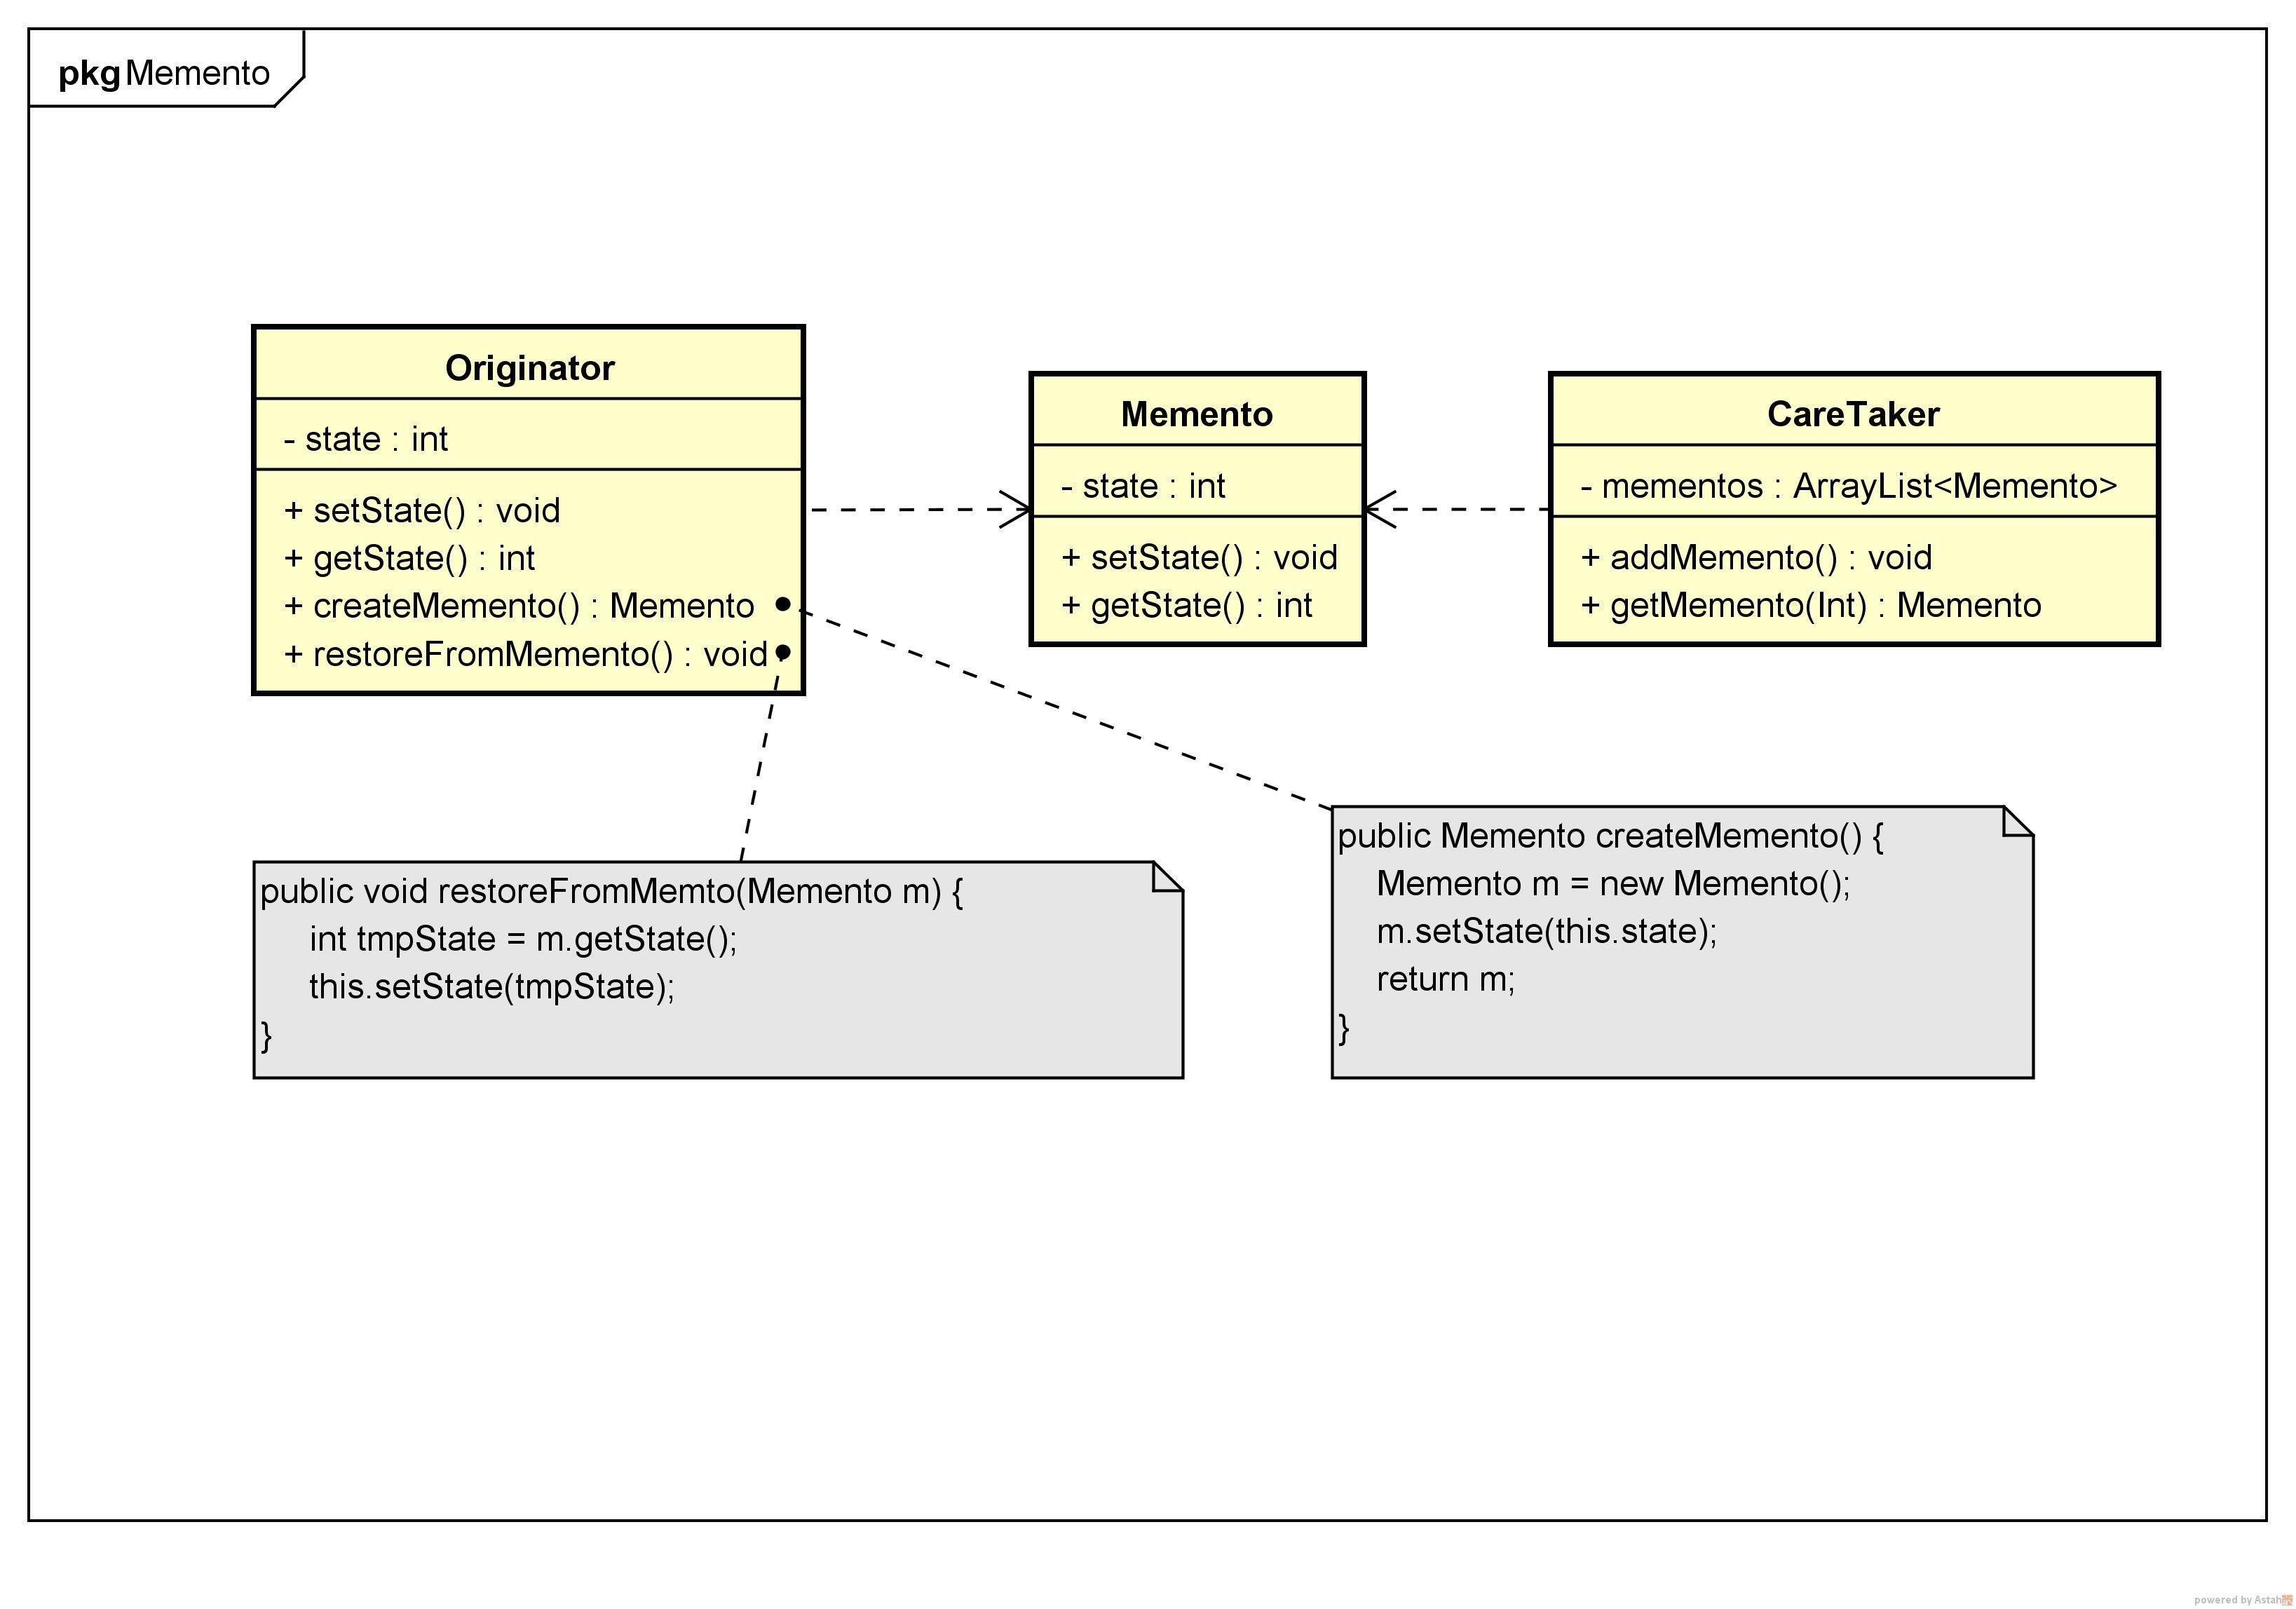 pkg Memento
Originator
- state : int
+ setState() : void
+ getState() : int
+ createMemento() : Memento
+ restoreFromMemento() : void
Memento
- state : int
+ setState() : void
+ getState() : int
CareTaker
- mementos : ArrayList<Memento>
+ addMemento() : void
+ getMemento(Int) : Memento
public void restoreFromMemto(Memento m) {
int tmpState = m.getState();
this.setState(tmpState);
}
public Memento createMemento() {
Memento m = new Memento();
m.setState(this.state);
return m;
}
powered by Astah